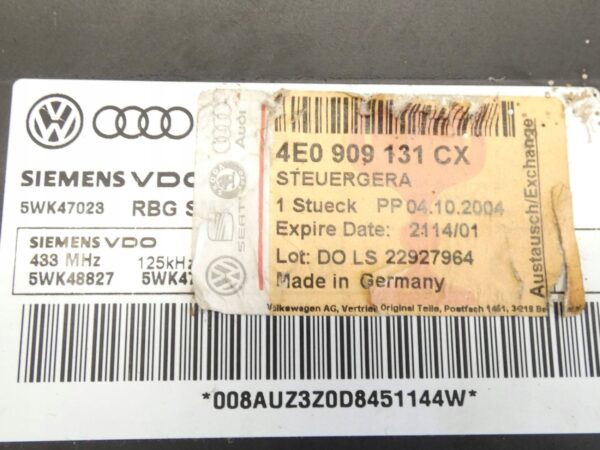 SIEMENS VDO
5WK47023 RBG S
SIEMENS VDO
433 MHz 125kHz
5WK48827 5WK47
Audi
SEAT
4E0 909 131 CX
STEUERGERA
1 Stueck PP 04.10.2004
Expire Date: 2114/01
Lot: DO LS 22927964
Made in Germany
Volkswagen AG, Vertrieb Original Teile, Postfach 1451,
Austausch/Exchange
*008AUZ3Z0D8451144W*